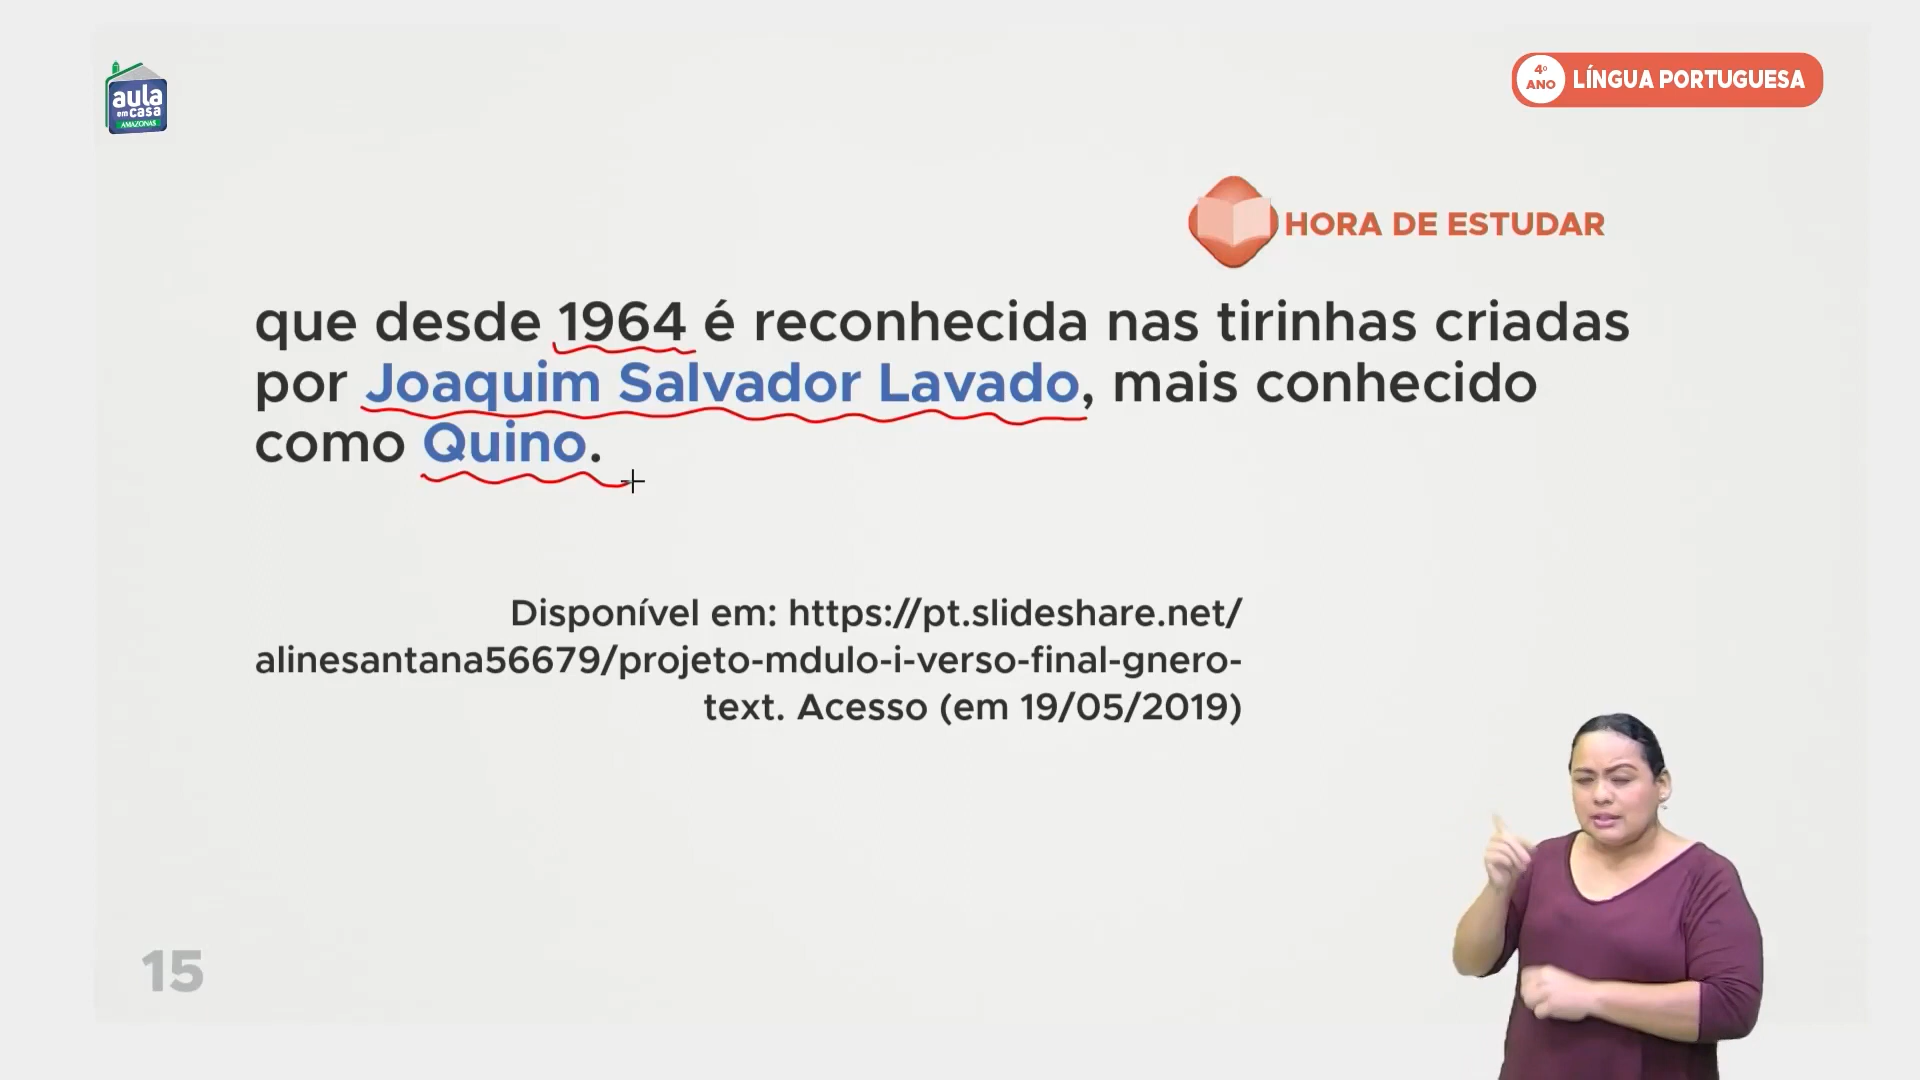 aula
em casa
AMAZONAS
4º
ANO
LÍNGUA PORTUGUESA
HORA DE ESTUDAR
que desde 1964 é reconhecida nas tirinhas criadas
por Joaquim Salvador Lavado, mais conhecido
como Quino.
Disponível em: https://pt.slideshare.net/
alinesantana56679/projeto-mdulo-i-verso-final-gnero-
text. Acesso (em 19/05/2019)
15